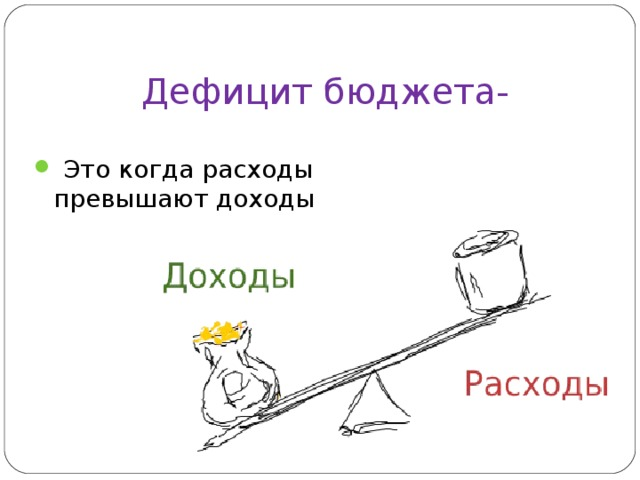 Дефицит бюджета-
Это когда расходы
превышают доходы
Доходы
Расходы